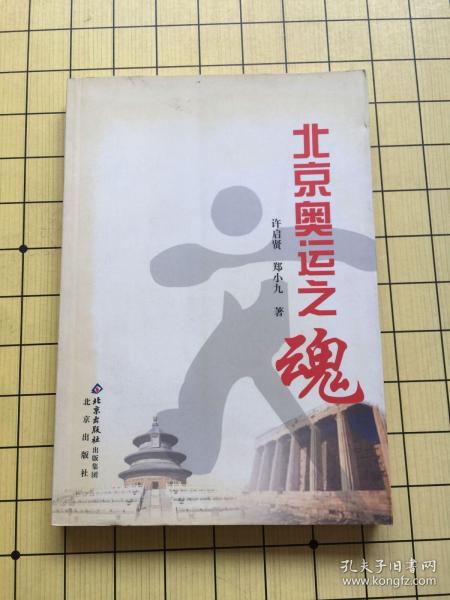 北京奥运之魂
许启贤 郑小九 著
北京出版社出版集团
北京出版社
孔夫子旧书网
www.kongfz.com